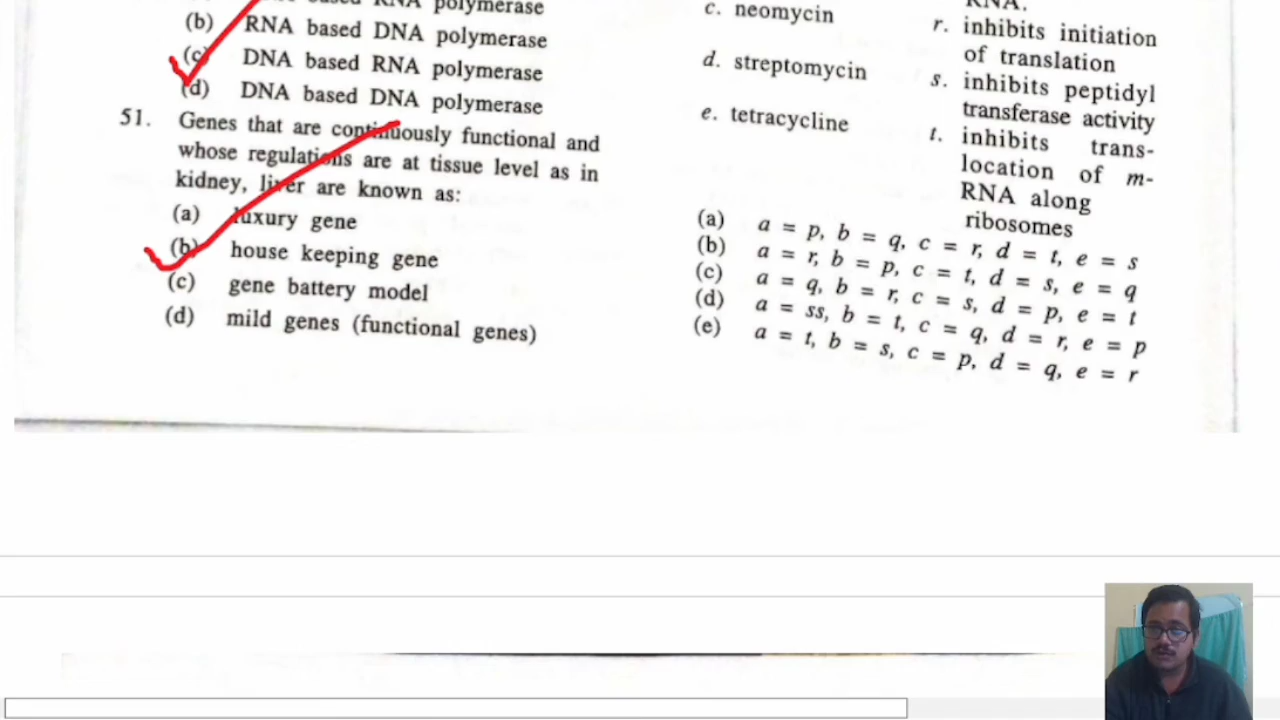 polymerase
(b) RNA based DNA polymerase
(c) DNA based RNA polymerase
(d) DNA based DNA polymerase
51. Genes that are continuously functional and
whose regulations are at tissue level as in
kidney, liver are known as:
(a) luxury gene
(b) house keeping gene
(c) gene battery model
(d) mild genes (functional genes)
c. neomycin
d. streptomycin
e. tetracycline
RNA.
r. inhibits initiation
of translation
s. inhibits peptidyl
transferase activity
t. inhibits trans-
location of m-
RNA along
ribosomes
(a) a = p, b = q, c = r, d = t, e = s
(b) a = r, b = p, c = t, d = s, e = q
(c) a = q, b = r, c = s, d = p, e = t
(d) a = ss, b = t, c = q, d = r, e = p
(e) a = t, b = s, c = p, d = q, e = r